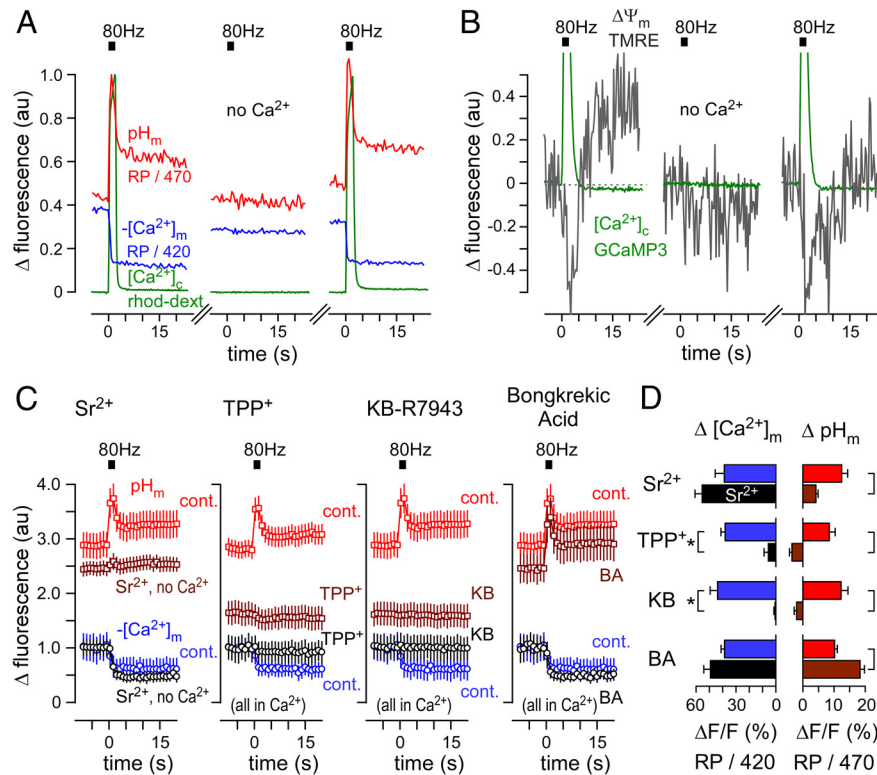 A
80Hz 80Hz 80Hz
Δ fluorescence (au)
1.0
0.8
0.6
0.4
0.2
0
pHm
RP / 470
-[Ca2+]m
RP / 420
[Ca2+]c
rhod-dext
no Ca2+
0 15 0 15 0 15
time (s) time (s) time (s)
B
80Hz 80Hz 80Hz
ΔΨm
TMRE
Δ fluorescence (au)
0.4
0.2
0
-0.2
-0.4
no Ca2+
[Ca2+]c
GCaMP3
0 15 0 15 0 15
time (s) time (s) time (s)
C
Sr2+ TPP+ KB-R7943 Bongkrekic
Acid
80Hz 80Hz 80Hz 80Hz
Δ fluorescence (au)
4.0
3.0
2.0
1.0
0
pHm
cont.
Sr2+, no Ca2+
-[Ca2+]m
cont.
Sr2+, no Ca2+
cont.
TPP+
TPP+
cont.
(all in Ca2+)
cont.
KB
KB
cont.
(all in Ca2+)
cont.
BA
cont.
BA
(all in Ca2+)
0 15 0 15 0 15 0 15
time (s) time (s) time (s) time (s)
D
Δ [Ca2+]m Δ pHm
Sr2+
Sr2+
TPP+*
KB *
BA
60 30 0 0 10 20
ΔF/F (%) ΔF/F (%)
RP / 420 RP / 470